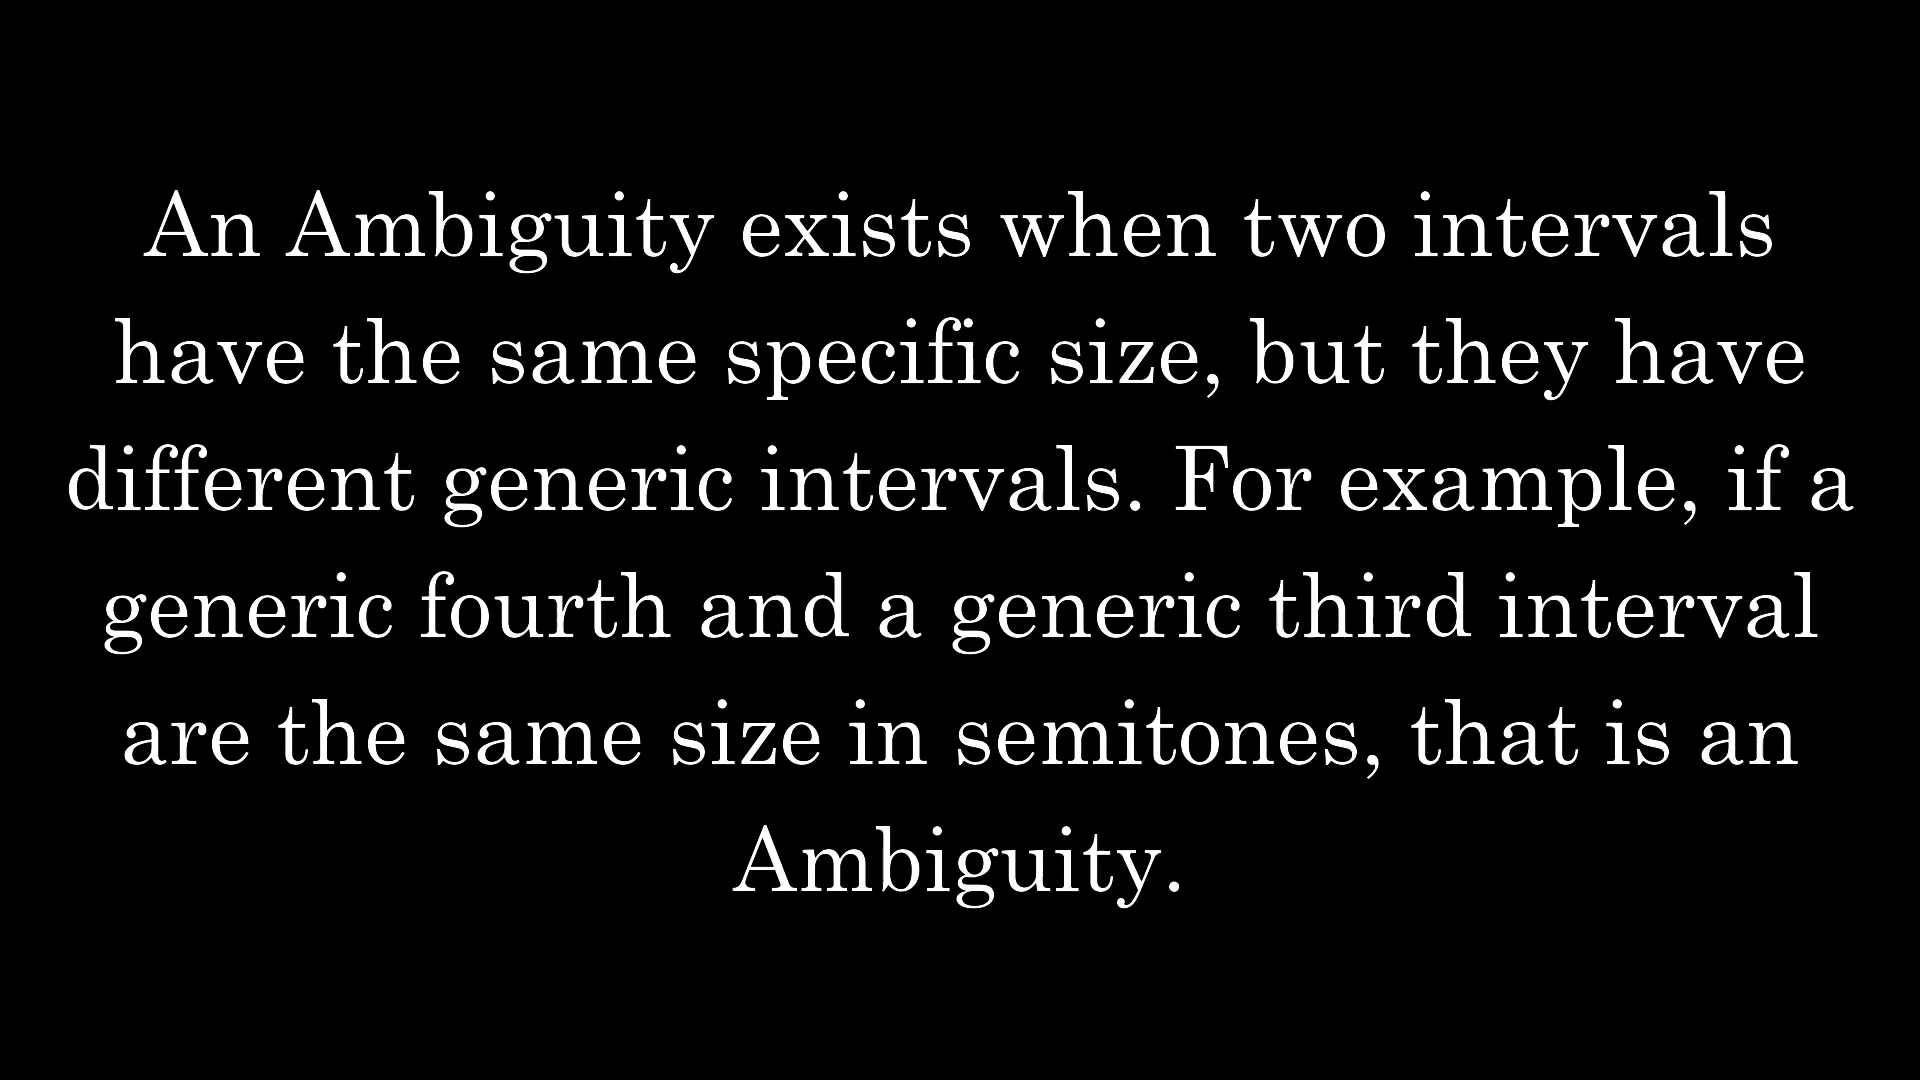 An Ambiguity exists when two intervals
have the same specific size, but they have
different generic intervals. For example, if a
generic fourth and a generic third interval
are the same size in semitones, that is an
Ambiguity.